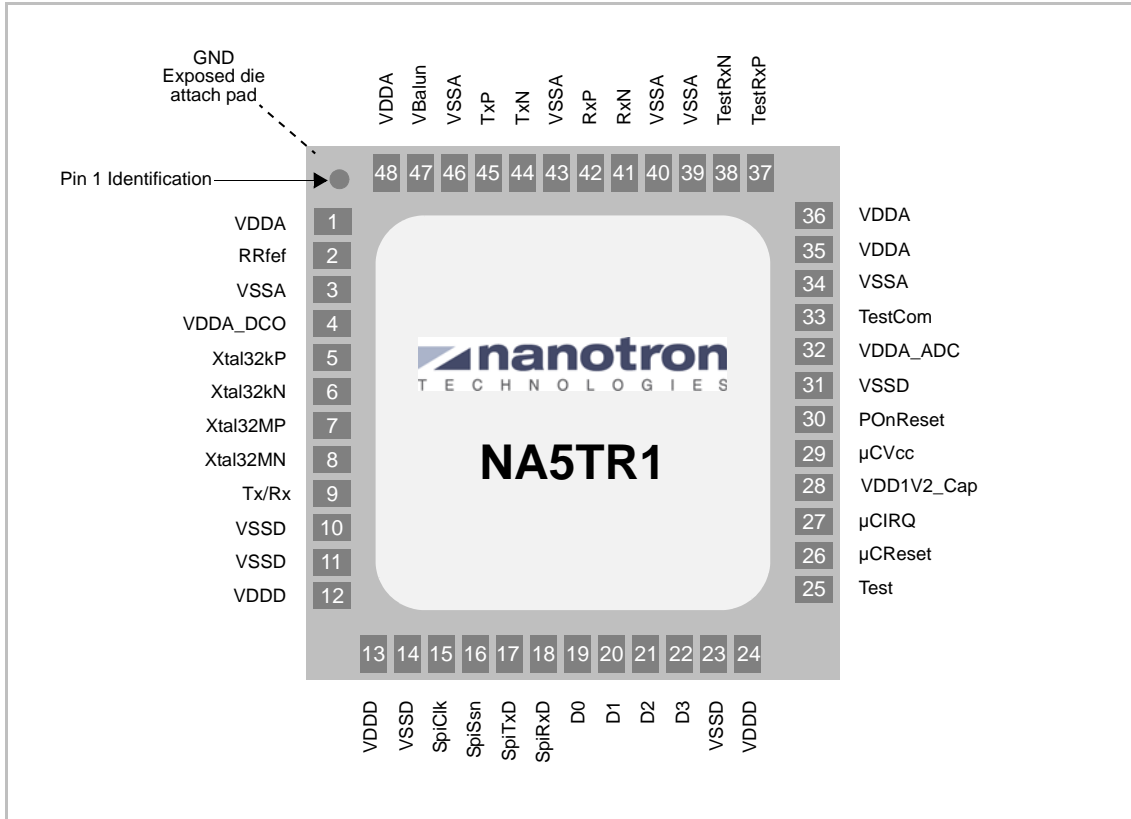 GND
Exposed die
attach pad
Pin 1 Identification
VDDA
VBalun
VSSA
TxP
TxN
VSSA
RxP
RxN
VSSA
VSSA
TestRxN
TestRxP
48 47 46 45 44 43 42 41 40 39 38 37
VDDA 1
RRfef 2
VSSA 3
VDDA_DCO 4
Xtal32kP 5
Xtal32kN 6
Xtal32MP 7
Xtal32MN 8
Tx/Rx 9
VSSD 10
VSSD 11
VDDD 12
nanotron
TECHNOLOGIES
NA5TR1
36 VDDA
35 VDDA
34 VSSA
33 TestCom
32 VDDA_ADC
31 VSSD
30 POnReset
29 µCVcc
28 VDD1V2_Cap
27 µCIRQ
26 µCReset
25 Test
13 14 15 16 17 18 19 20 21 22 23 24
VDDD
VSSD
SpiClk
SpiSsn
SpiTxD
SpiRxD
D0
D1
D2
D3
VSSD
VDDD